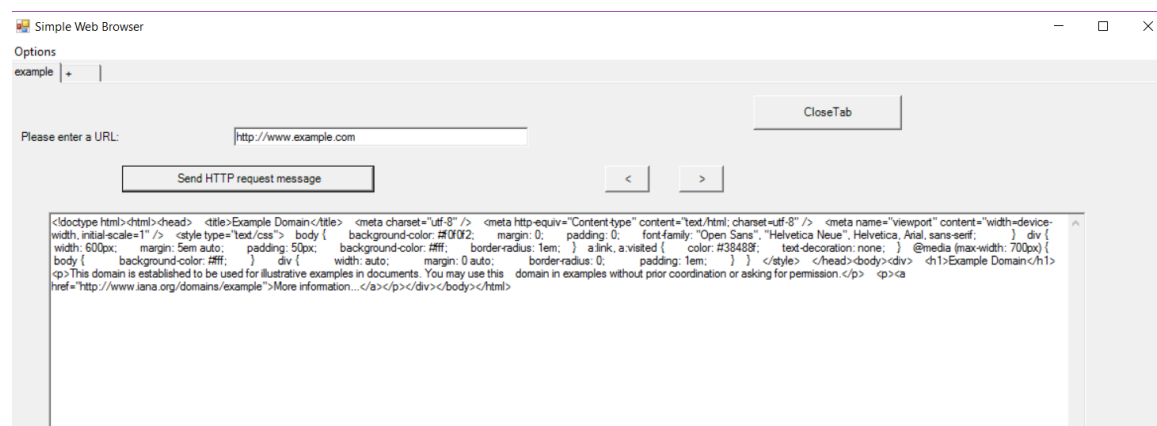 Simple Web Browser
Options
example +
CloseTab
Please enter a URL: http://www.example.com
Send HTTP request message < >
<!doctype html><html><head> <title>Example Domain</title> <meta charset="utf-8" /> <meta http-equiv="Content-type" content="text/html; charset=utf-8" /> <meta name="viewport" content="width=device-
width, initial-scale=1" /> <style type="text/css"> body { background-color: #f0f0f2; margin: 0; padding: 0; font-family: "Open Sans", "Helvetica Neue", Helvetica, Arial, sans-serif; } div {
width: 600px; margin: 5em auto; padding: 50px; background-color: #fff; border-radius: 1em; } a:link, a:visited { color: #38488f; text-decoration: none; } @media (max-width: 700px) {
body { background-color: #fff; } div { width: auto; margin: 0 auto; border-radius: 0; padding: 1em; } } </style> </head><body><div> <h1>Example Domain</h1>
<p>This domain is established to be used for illustrative examples in documents. You may use this domain in examples without prior coordination or asking for permission.</p> <p><a
href="http://www.iana.org/domains/example">More information...</a></p></div></body></html>